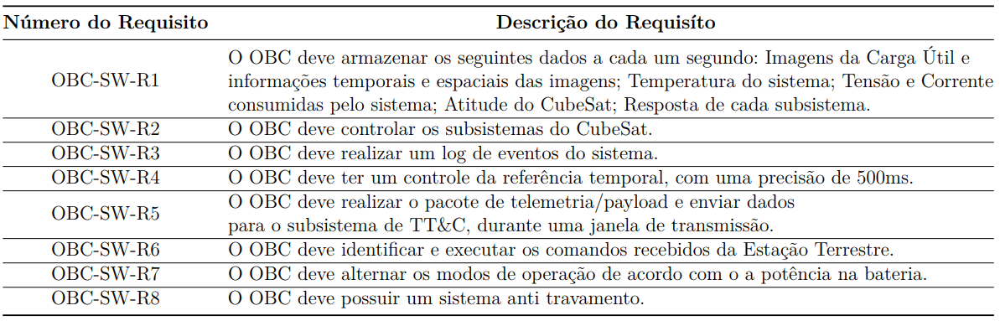 Número do Requisito Descrição do Requisíto
OBC-SW-R1 O OBC deve armazenar os seguintes dados a cada um segundo: Imagens da Carga Útil e
informações temporais e espaciais das imagens; Temperatura do sistema; Tensão e Corrente
consumidas pelo sistema; Atitude do CubeSat; Resposta de cada subsistema.
OBC-SW-R2 O OBC deve controlar os subsistemas do CubeSat.
OBC-SW-R3 O OBC deve realizar um log de eventos do sistema.
OBC-SW-R4 O OBC deve ter um controle da referência temporal, com uma precisão de 500ms.
OBC-SW-R5 O OBC deve realizar o pacote de telemetria/payload e enviar dados
para o subsistema de TT&C, durante uma janela de transmissão.
OBC-SW-R6 O OBC deve identificar e executar os comandos recebidos da Estação Terrestre.
OBC-SW-R7 O OBC deve alternar os modos de operação de acordo com o a potência na bateria.
OBC-SW-R8 O OBC deve possuir um sistema anti travamento.